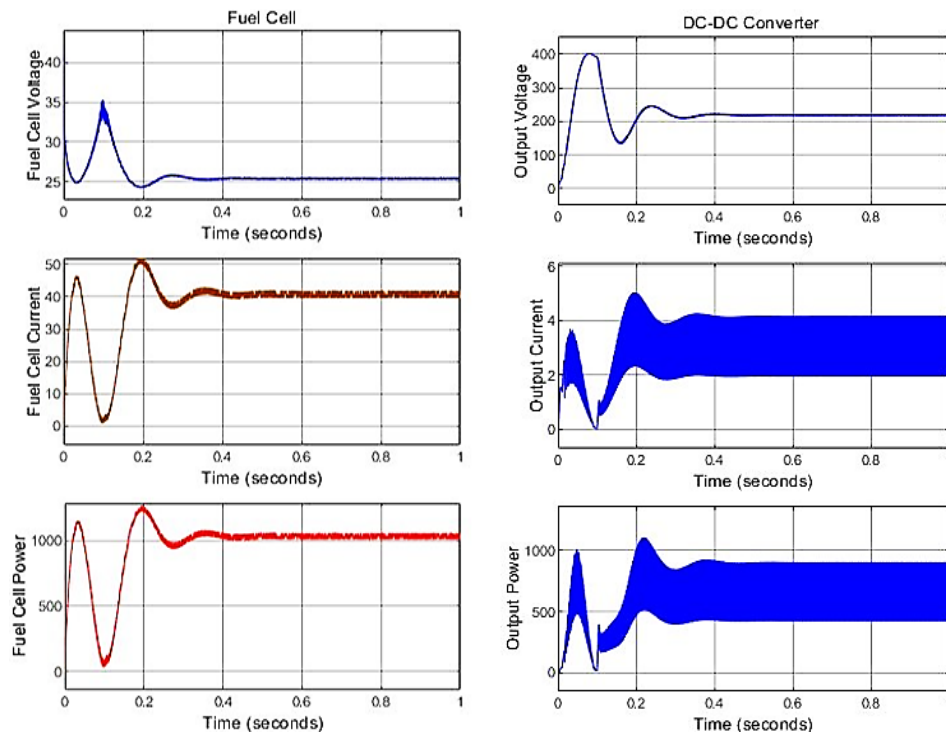 Fuel Cell
Fuel Cell Voltage
40
35
30
25
0 0.2 0.4 0.6 0.8 1
Time (seconds)
Fuel Cell Current
50
40
30
20
10
0
0 0.2 0.4 0.6 0.8 1
Time (seconds)
Fuel Cell Power
1000
500
0
0 0.2 0.4 0.6 0.8 1
Time (seconds)
DC-DC Converter
Output Voltage
400
300
200
100
0
0 0.2 0.4 0.6 0.8
Time (seconds)
Output Current
6
4
2
0
0 0.2 0.4 0.6 0.8
Time (seconds)
Output Power
1000
500
0
0 0.2 0.4 0.6 0.8
Time (seconds)